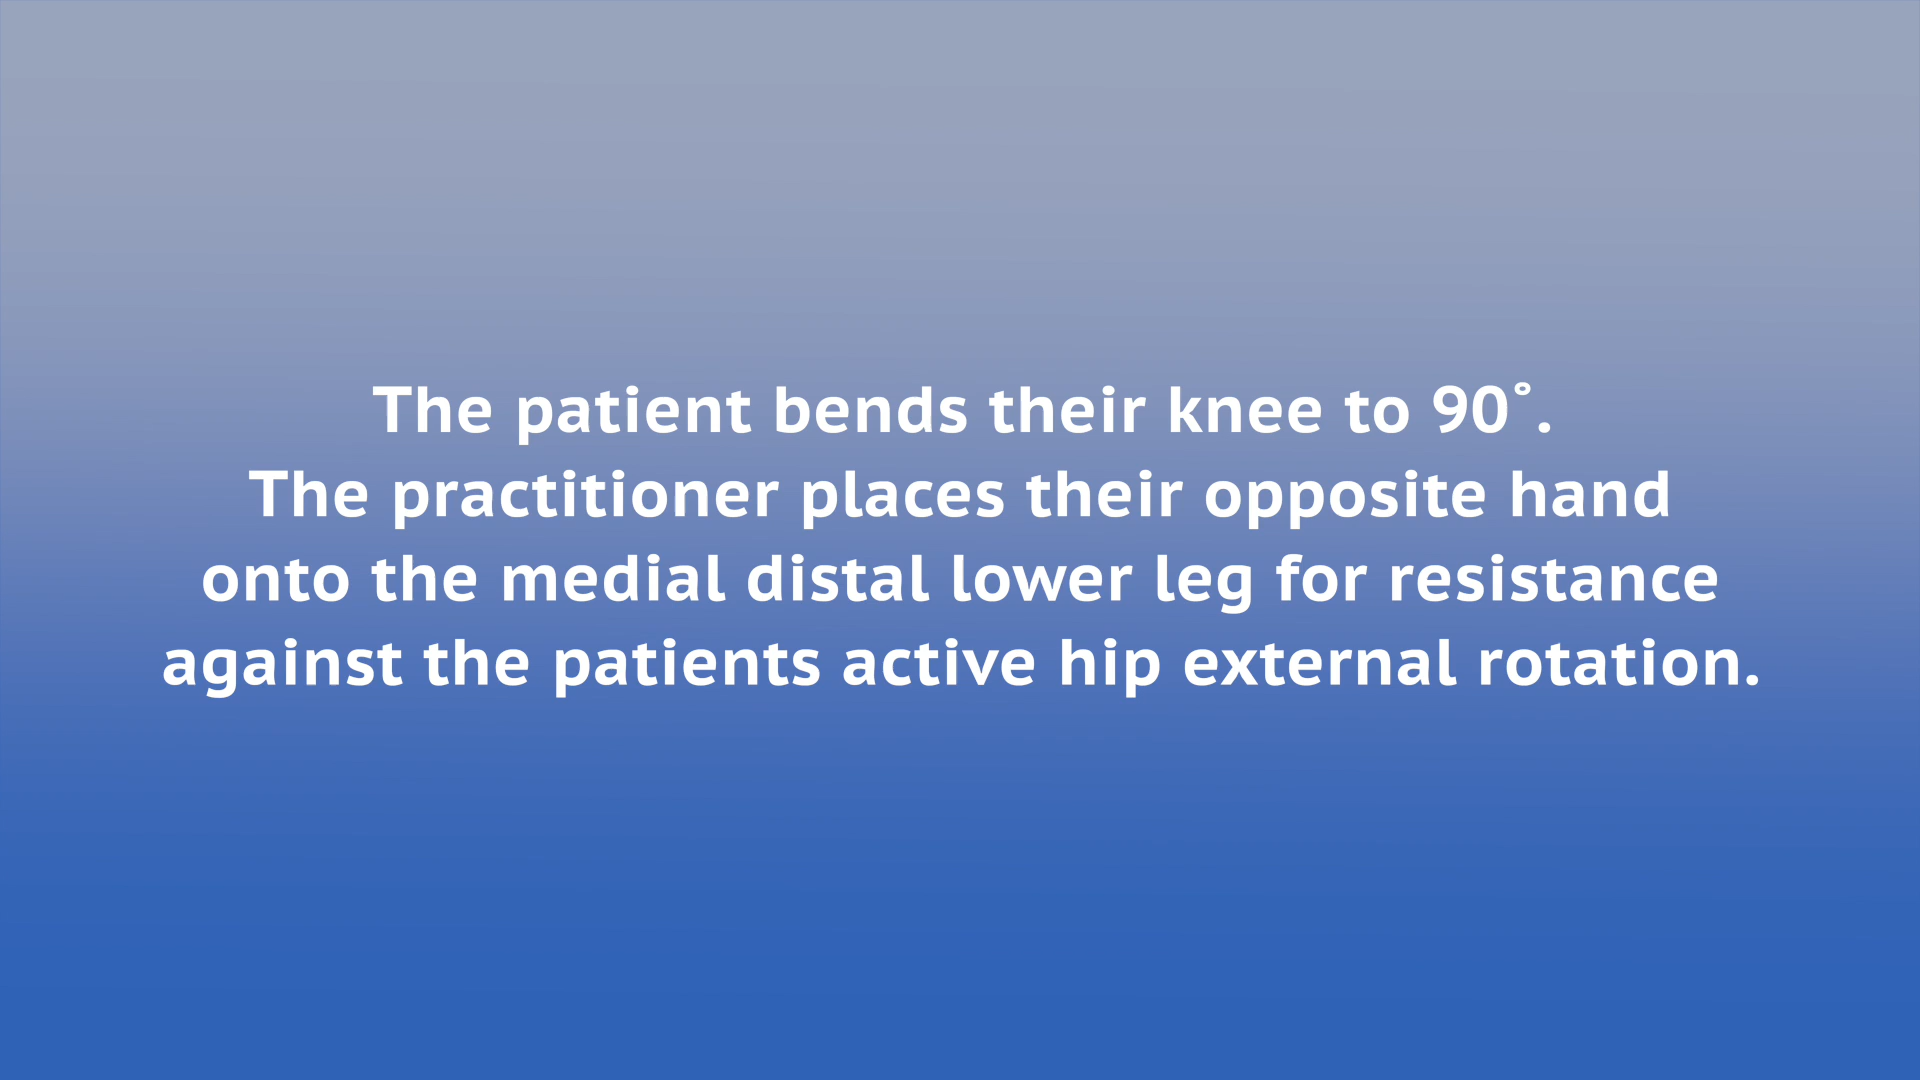 The patient bends their knee to 90˚.
The practitioner places their opposite hand
onto the medial distal lower leg for resistance
against the patients active hip external rotation.